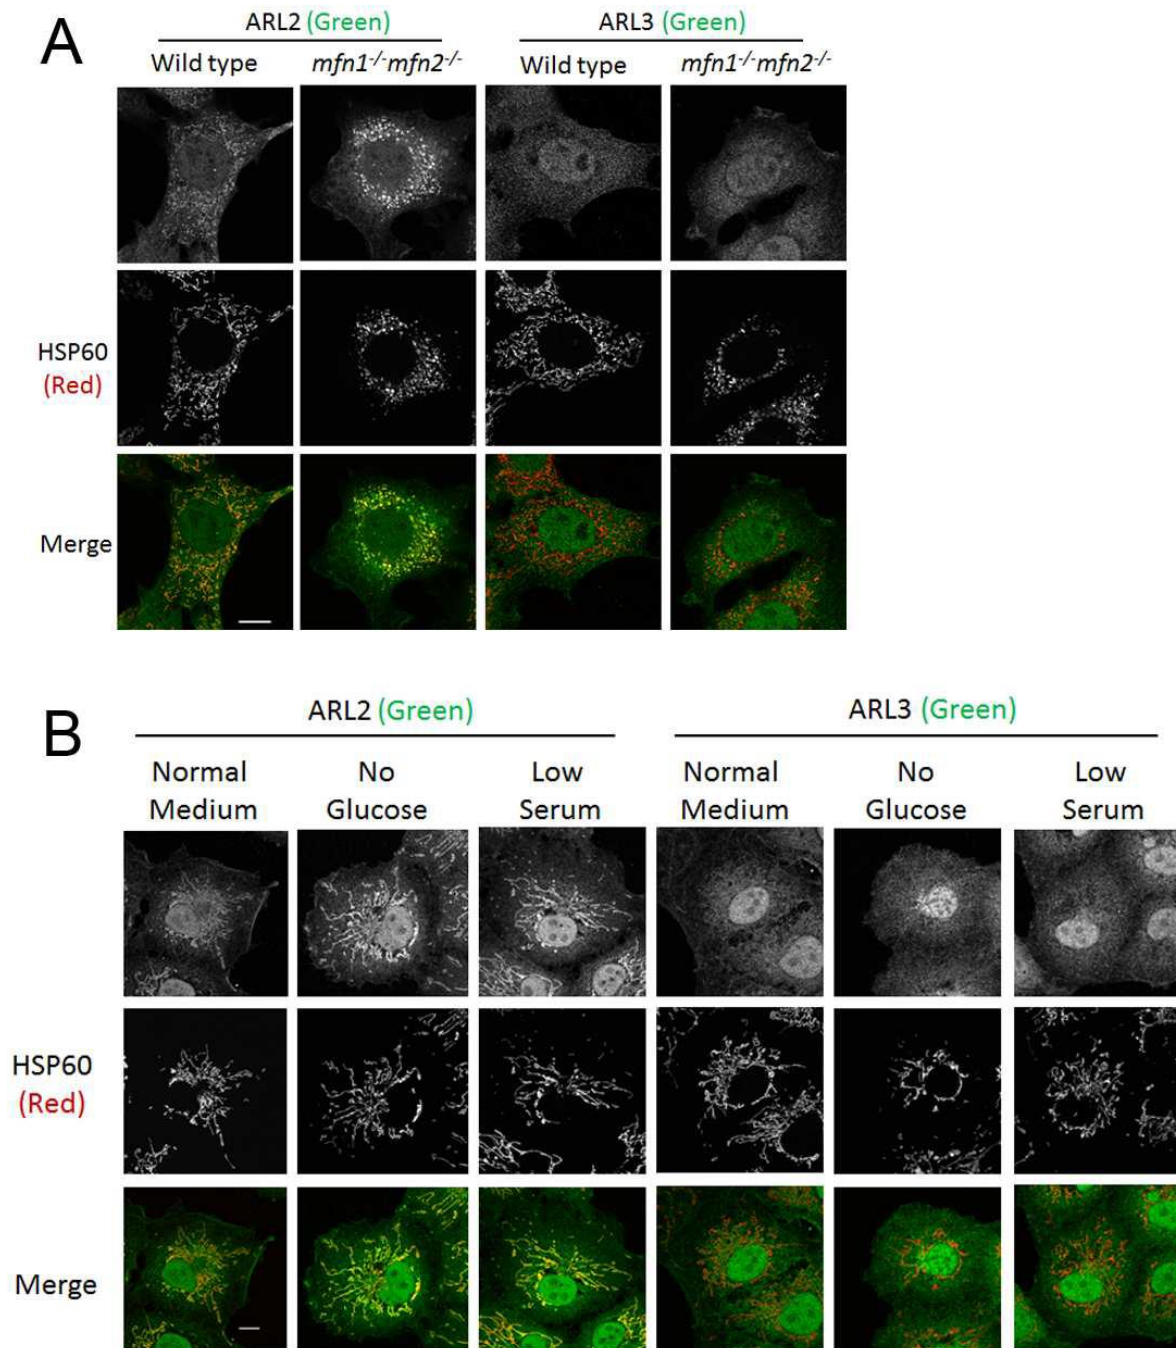 A
ARL2 (Green)
ARL3 (Green)
Wild type
mfn1-/-mfn2-/-
Wild type
mfn1-/-mfn2-/-
HSP60
(Red)
Merge
B
ARL2 (Green)
ARL3 (Green)
Normal Medium
No Glucose
Low Serum
Normal Medium
No Glucose
Low Serum
HSP60
(Red)
Merge